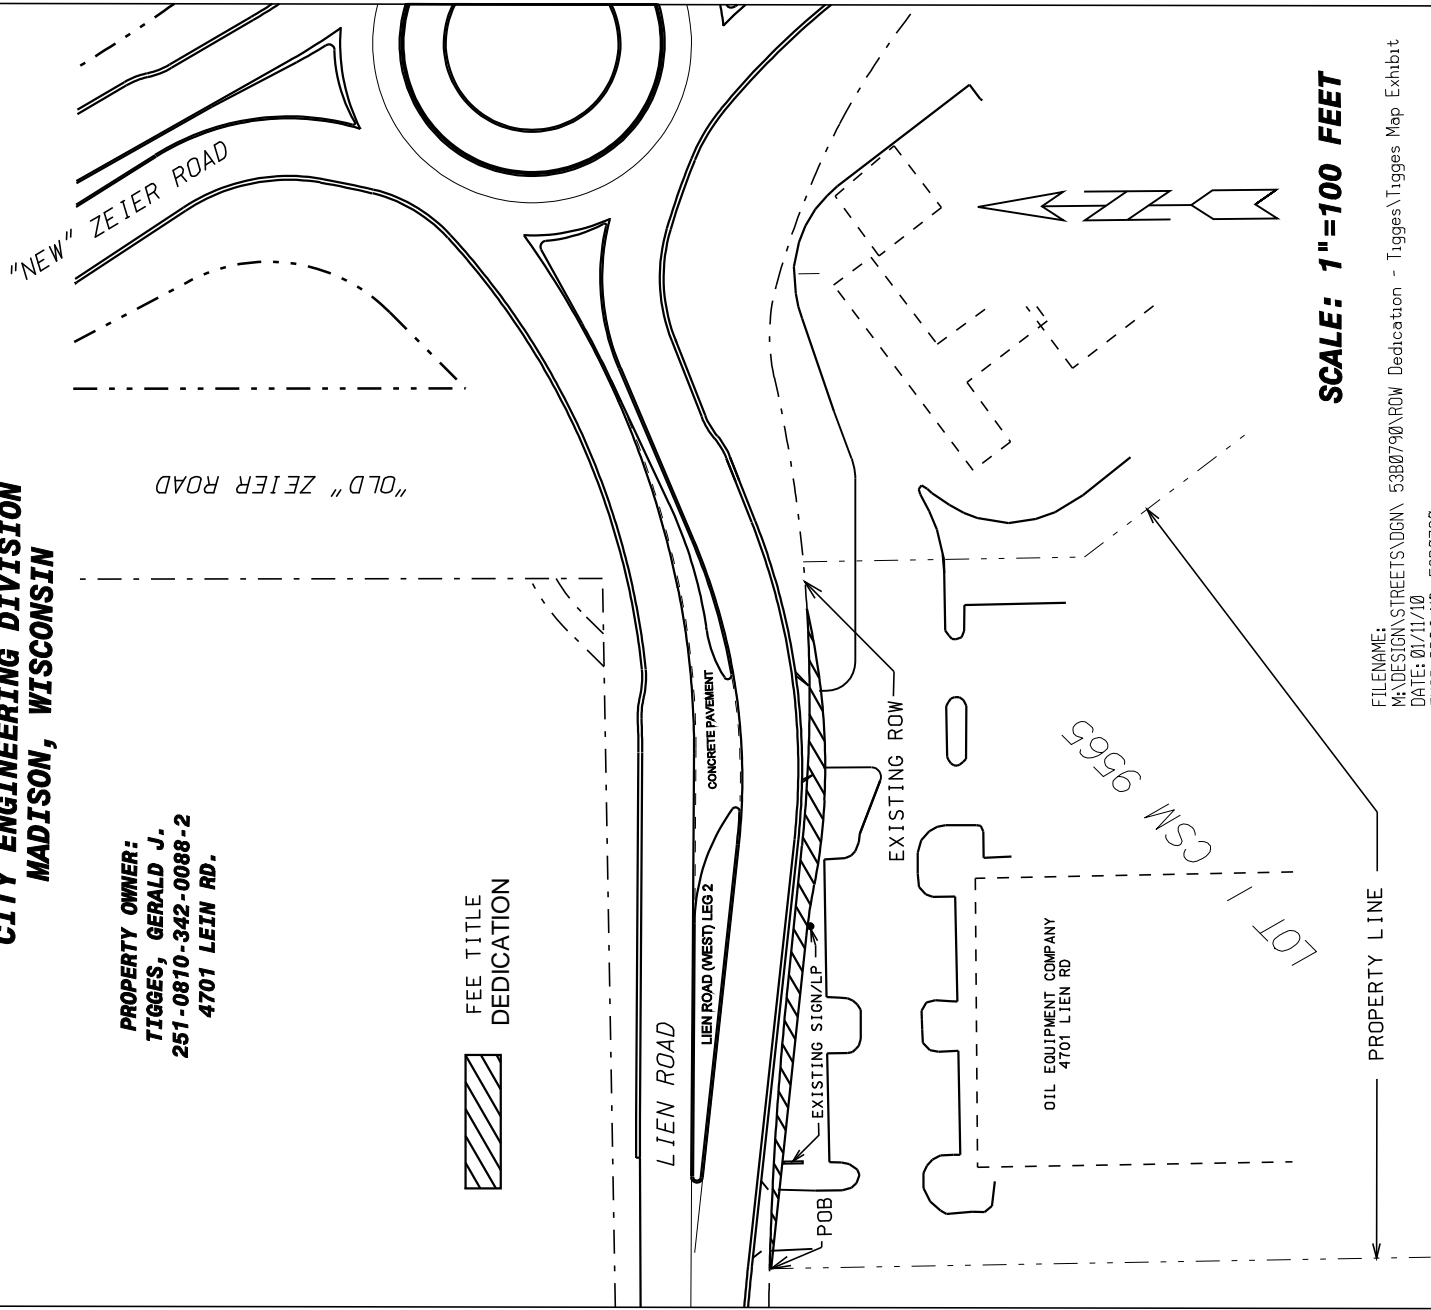 CITY ENGINEERING DIVISION
MADISON, WISCONSIN
PROPERTY OWNER:
TIGGES, GERALD J.
251-0810-342-0088-2
4701 LEIN RD.
"NEW" ZEIER ROAD
"OLD" ZEIER ROAD
FEE TITLE
DEDICATION
LIEN ROAD
LIEN ROAD (WEST) LEG 2
CONCRETE PAVEMENT
EXISTING SIGN/LP
POB
EXISTING ROW
OIL EQUIPMENT COMPANY
4701 LIEN RD
LOT 1 CSM 9565
PROPERTY LINE
SCALE: 1"=100 FEET
FILENAME:
M:\DESIGN\STREETS\DGN\ 53B0790\ROW Dedication - Tigges\Tigges Map Exhibit
DATE: 01/11/10